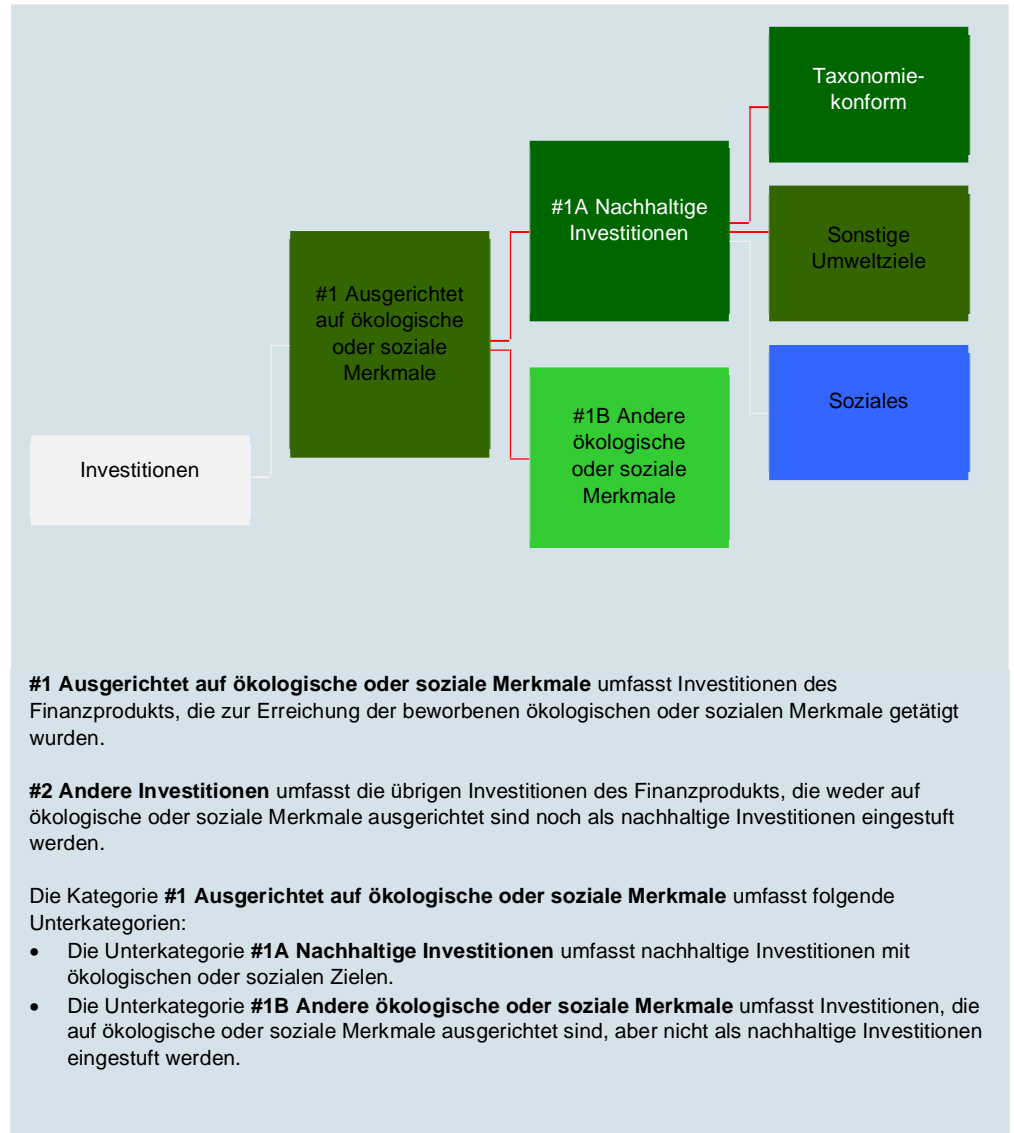 Taxonomie-
konform
#1A Nachhaltige
Investitionen
Sonstige
Umweltziele
#1 Ausgerichtet
auf ökologische
oder soziale
Merkmale
Soziales
#1B Andere
ökologische
oder soziale
Merkmale
Investitionen
#1 Ausgerichtet auf ökologische oder soziale Merkmale umfasst Investitionen des
Finanzprodukts, die zur Erreichung der beworbenen ökologischen oder sozialen Merkmale getätigt
wurden.
#2 Andere Investitionen umfasst die übrigen Investitionen des Finanzprodukts, die weder auf
ökologische oder soziale Merkmale ausgerichtet sind noch als nachhaltige Investitionen eingestuft
werden.
Die Kategorie #1 Ausgerichtet auf ökologische oder soziale Merkmale umfasst folgende
Unterkategorien:
• Die Unterkategorie #1A Nachhaltige Investitionen umfasst nachhaltige Investitionen mit
ökologischen oder sozialen Zielen.
• Die Unterkategorie #1B Andere ökologische oder soziale Merkmale umfasst Investitionen, die
auf ökologische oder soziale Merkmale ausgerichtet sind, aber nicht als nachhaltige Investitionen
eingestuft werden.